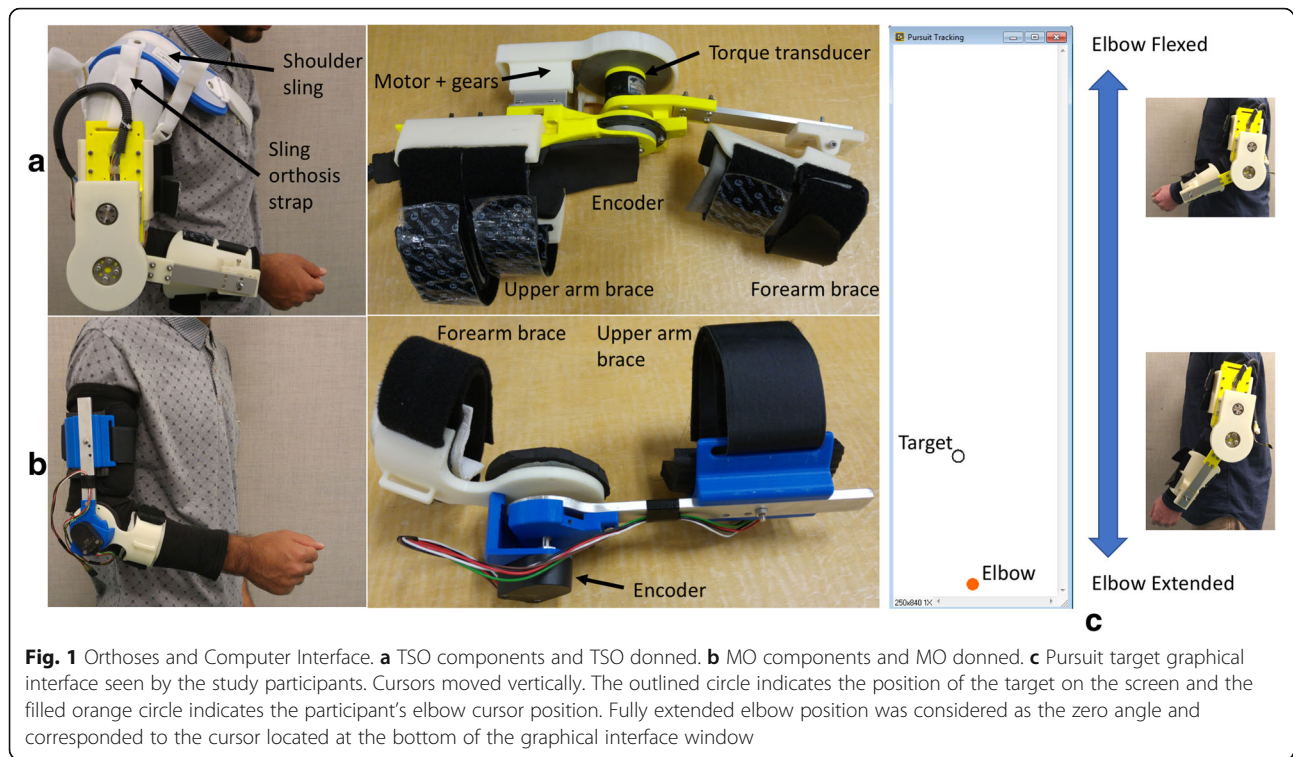 Shoulder
sling
Sling
orthosis
strap
a
Motor + gears
Torque transducer
Encoder
Upper arm brace
Forearm brace
b
Forearm brace
Upper arm
brace
Encoder
Pursuit Tracking
Target
Elbow
250x840 1X
Elbow Flexed
Elbow Extended
c
Fig. 1 Orthoses and Computer Interface. a TSO components and TSO donned. b MO components and MO donned. c Pursuit target graphical
interface seen by the study participants. Cursors moved vertically. The outlined circle indicates the position of the target on the screen and the
filled orange circle indicates the participant's elbow cursor position. Fully extended elbow position was considered as the zero angle and
corresponded to the cursor located at the bottom of the graphical interface window